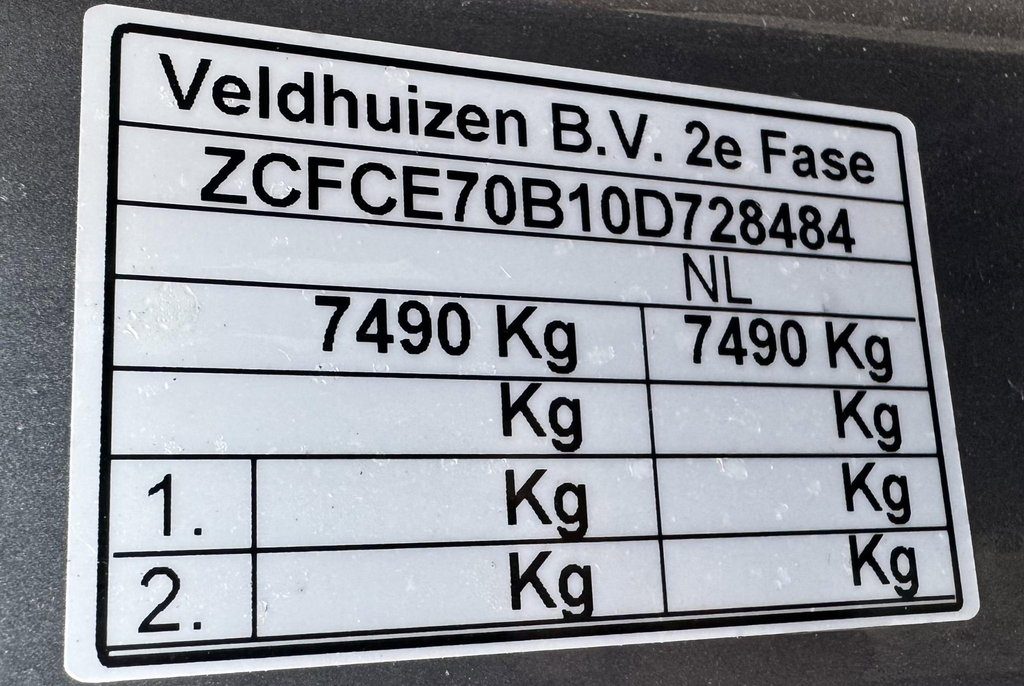 Veldhuizen B.V. 2e Fase
ZCFCE70B10D728484
NL
7490 Kg 7490 Kg
Kg Kg
1. Kg Kg
2. Kg Kg